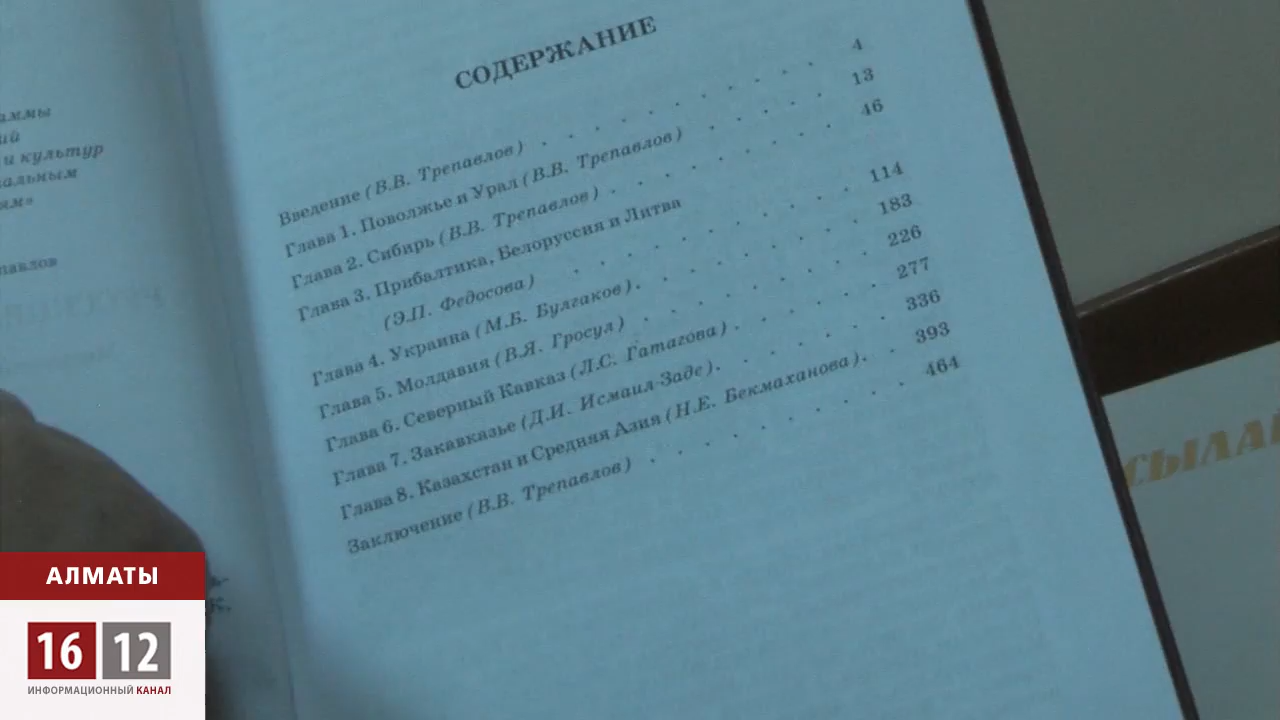 СОДЕРЖАНИЕ
Введение (В.В. Трепавлов) . . . . . . . . . 4
Глава 1. Поволжье и Урал (В.В. Трепавлов) . . . . . 13
Глава 2. Сибирь (В.В. Трепавлов) . . . . . . . . . 46
Глава 3. Прибалтика, Белоруссия и Литва
(Э.П. Федосова) . . . . . . . . . . . 114
Глава 4. Украина (М.Б. Булгаков) . . . . . . . . . 183
Глава 5. Молдавия (В.Я. Гросул) . . . . . . . . . 226
Глава 6. Северный Кавказ (Л.С. Гатагова) . . . . . 277
Глава 7. Закавказье (Д.И. Исмаил-Заде) . . . . . . 336
Глава 8. Казахстан и Средняя Азия (Н.Е. Бекмаханова) . . 393
Заключение (В.В. Трепавлов) . . . . . . . . . 464
и культур
АЛМАТЫ
16 12
ИНФОРМАЦИОННЫЙ КАНАЛ